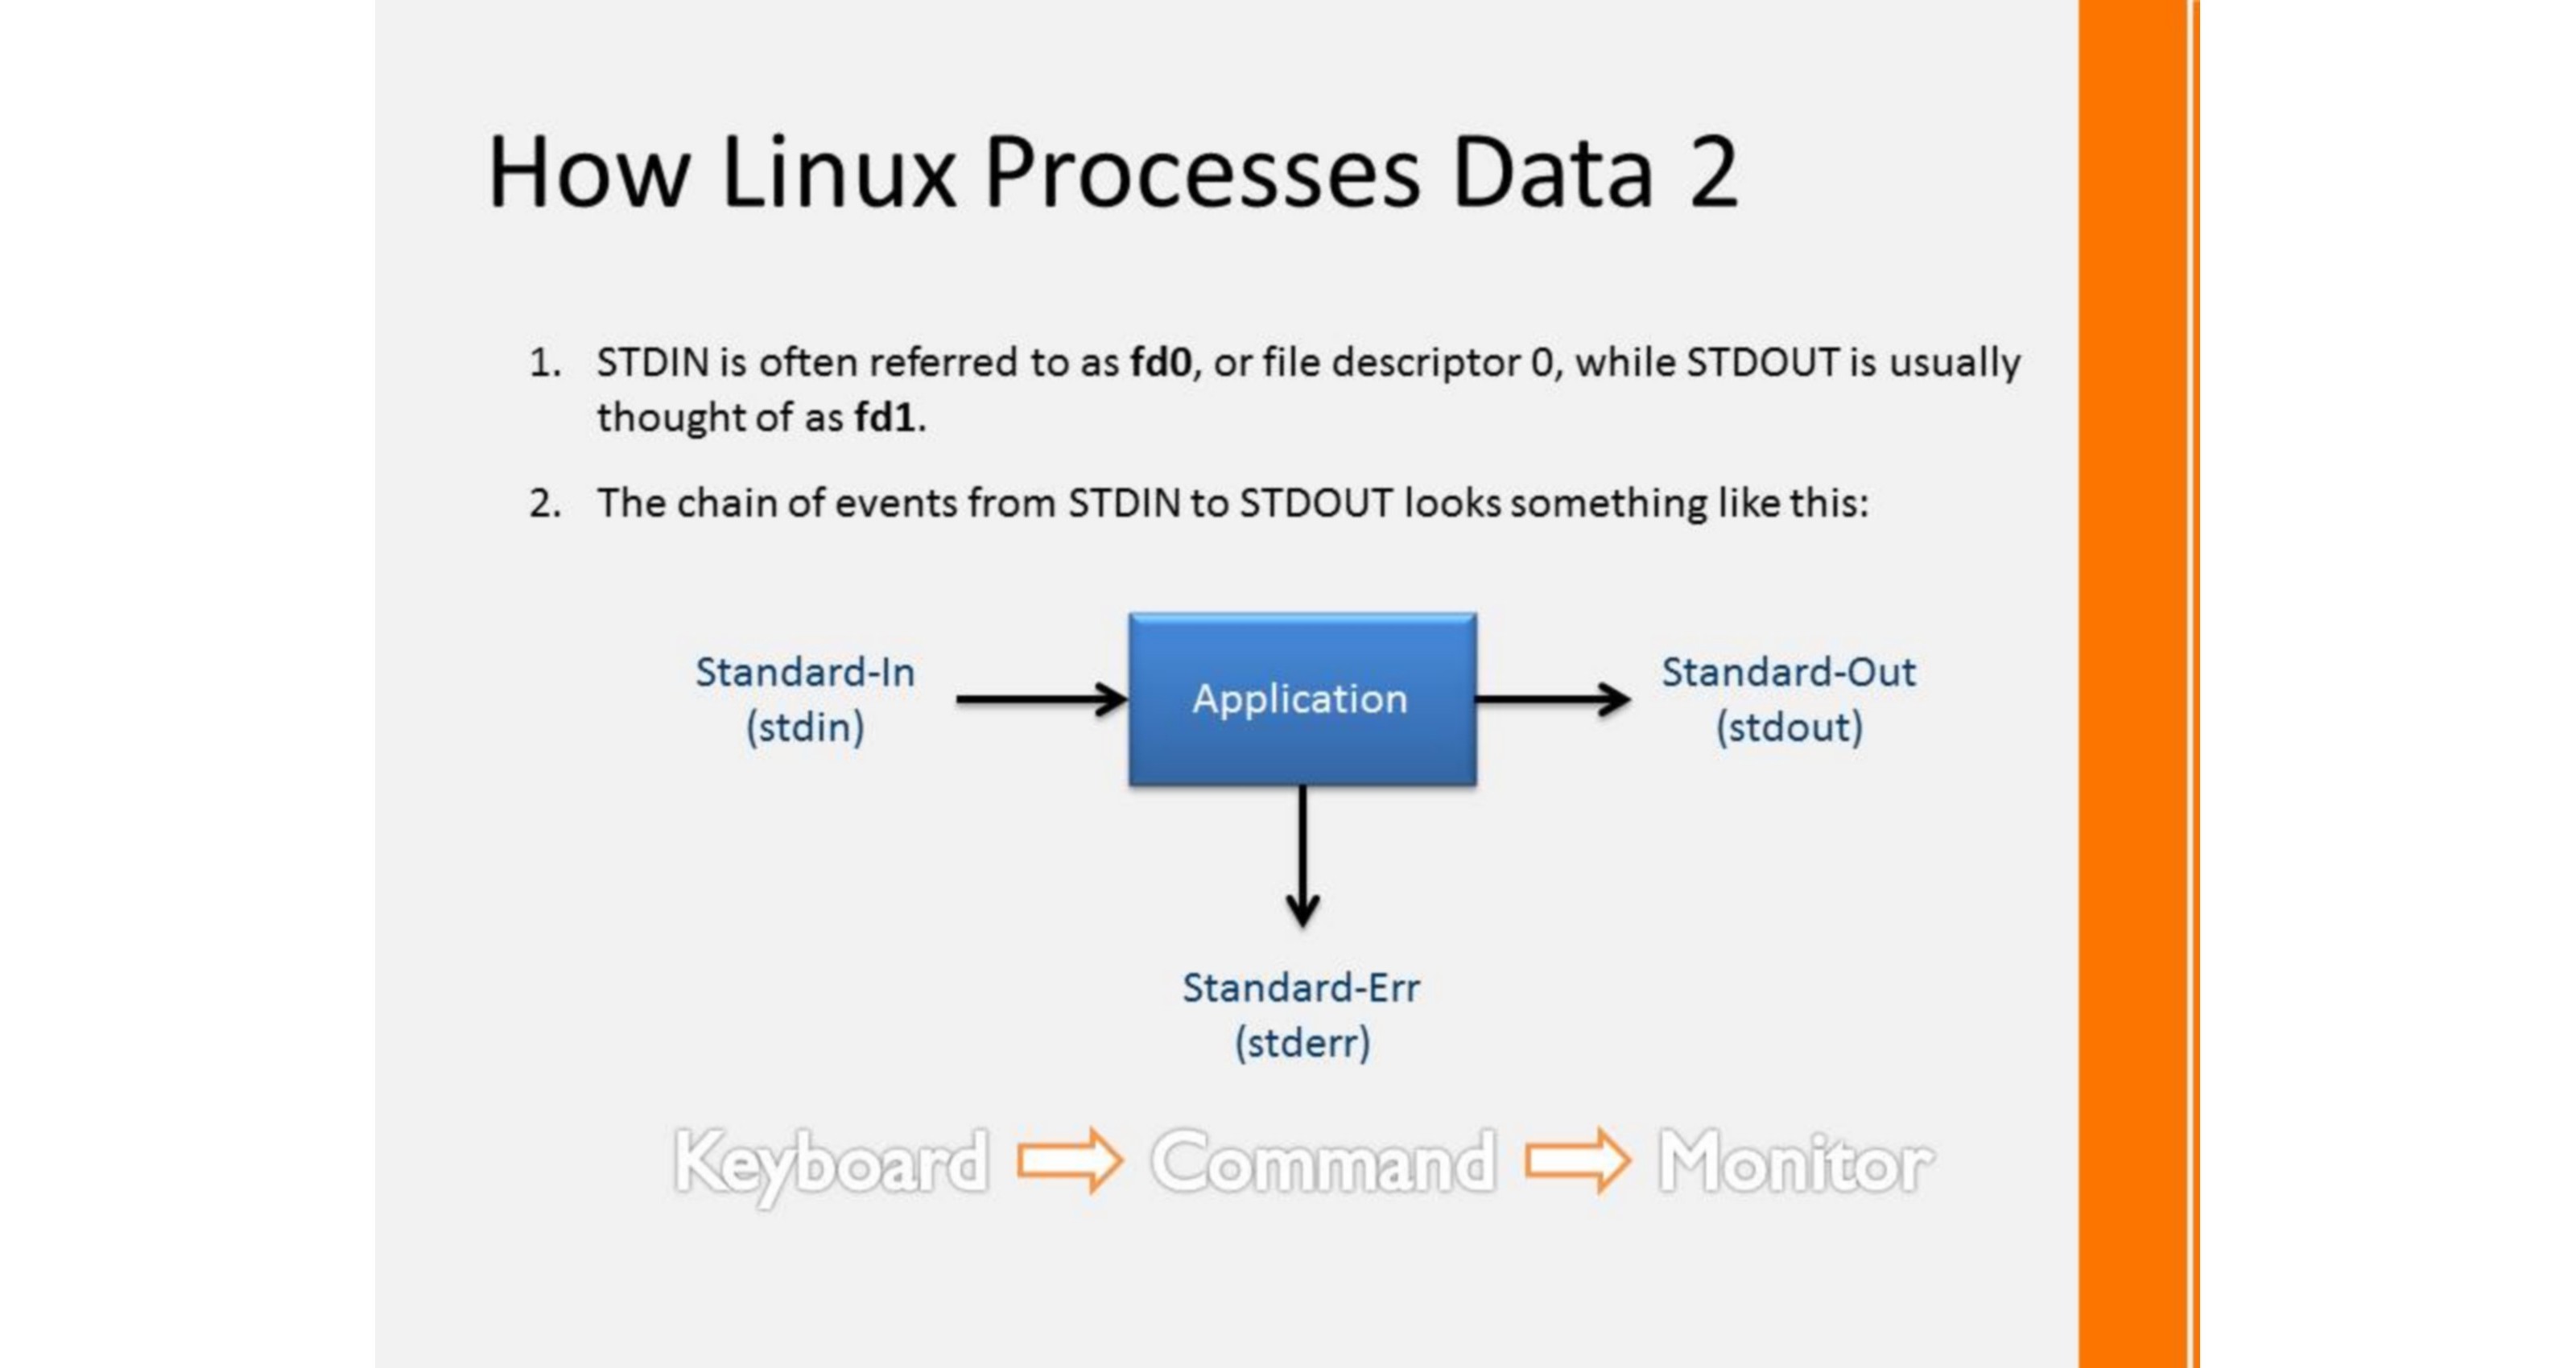 How Linux Processes Data 2
1. STDIN is often referred to as fd0, or file descriptor 0, while STDOUT is usually
thought of as fd1.
2. The chain of events from STDIN to STDOUT looks something like this:
Standard-In
(stdin)
Application
Standard-Out
(stdout)
Standard-Err
(stderr)
Keyboard Command Monitor